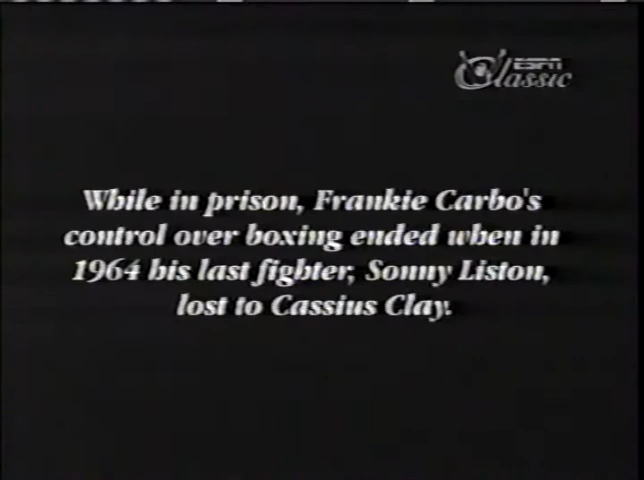 ESPN
Classic
While in prison, Frankie Carbo's
control over boxing ended when in
1964 his last fighter, Sonny Liston,
lost to Cassius Clay.